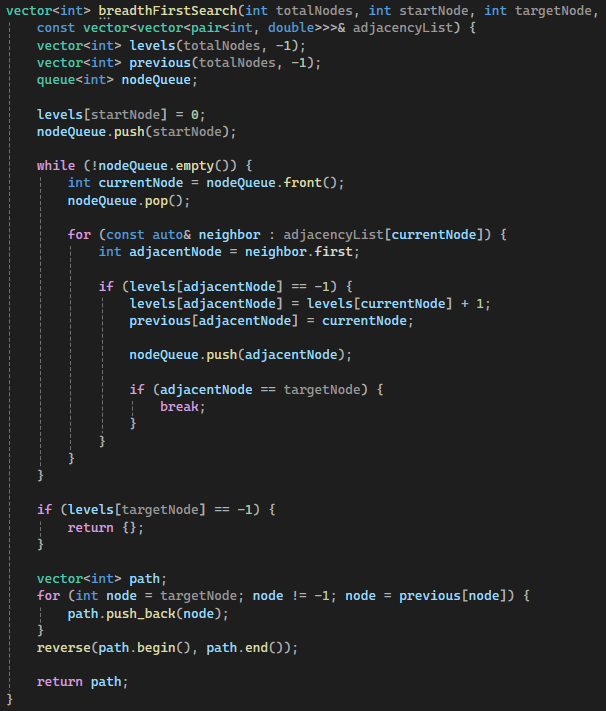 vector<int> breadthFirstSearch(int totalNodes, int startNode, int targetNode,
    const vector<vector<pair<int, double>>>& adjacencyList) {
    vector<int> levels(totalNodes, -1);
    vector<int> previous(totalNodes, -1);
    queue<int> nodeQueue;

    levels[startNode] = 0;
    nodeQueue.push(startNode);

    while (!nodeQueue.empty()) {
        int currentNode = nodeQueue.front();
        nodeQueue.pop();

        for (const auto& neighbor : adjacencyList[currentNode]) {
            int adjacentNode = neighbor.first;

            if (levels[adjacentNode] == -1) {
                levels[adjacentNode] = levels[currentNode] + 1;
                previous[adjacentNode] = currentNode;

                nodeQueue.push(adjacentNode);

                if (adjacentNode == targetNode) {
                    break;
                }
            }
        }
    }

    if (levels[targetNode] == -1) {
        return {};
    }

    vector<int> path;
    for (int node = targetNode; node != -1; node = previous[node]) {
        path.push_back(node);
    }
    reverse(path.begin(), path.end());

    return path;
}